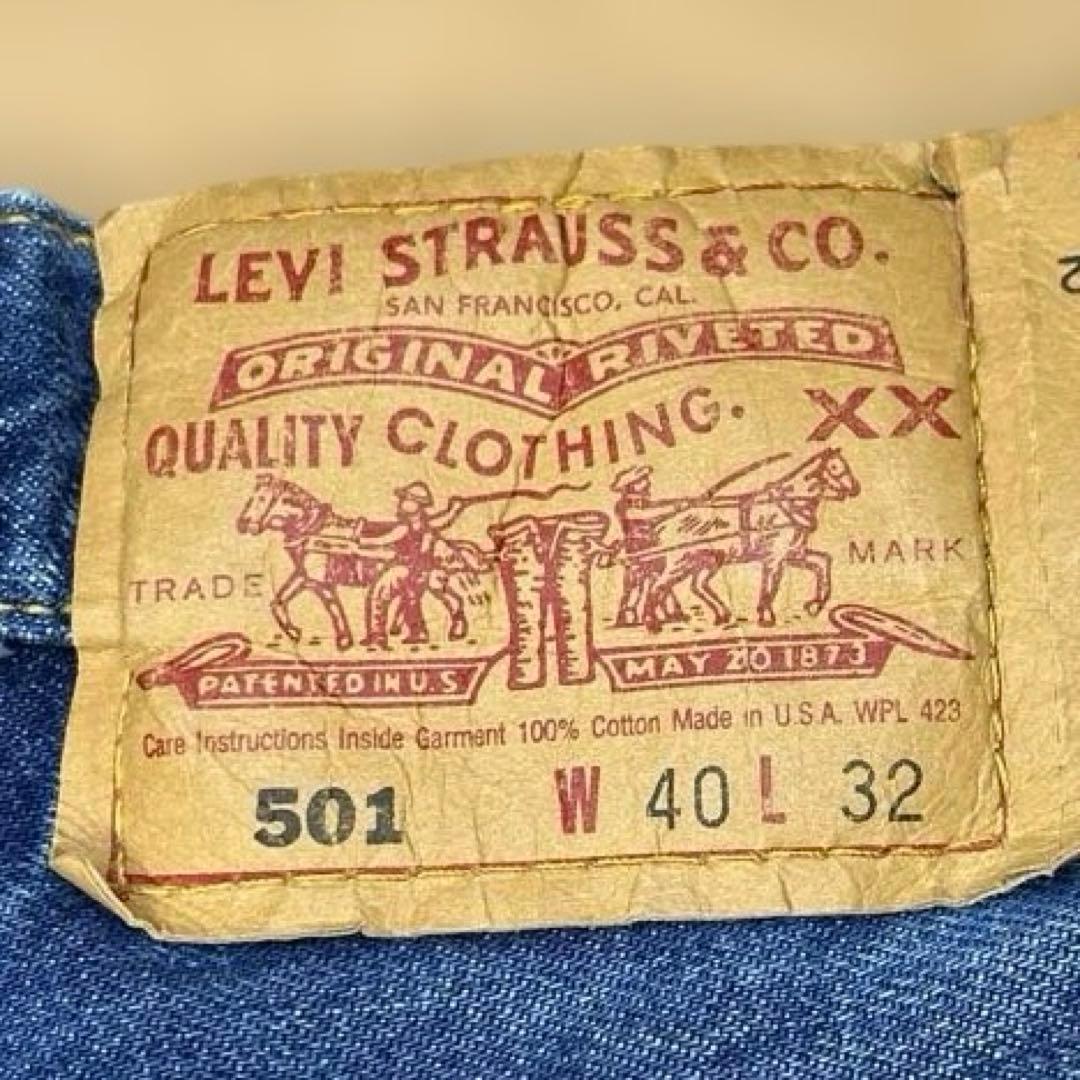 LEVI STRAUSS & CO.
SAN FRANCISCO, CAL.
ORIGINAL RIVETED
QUALITY CLOTHING. XX
TRADE MARK
PATENTED IN U.S MAY 20 1873
Care Instructions Inside Garment 100% Cotton Made in U.S.A. WPL 423
501 W 40 L 32